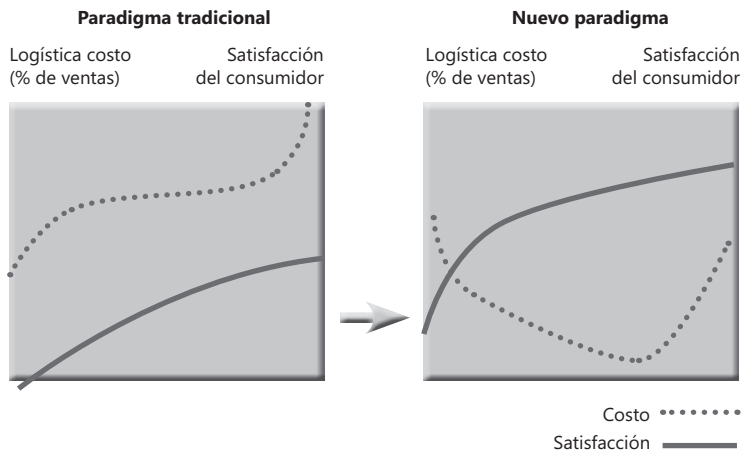 Paradigma tradicional
Logística costo
(% de ventas)
Satisfacción
del consumidor
Nuevo paradigma
Logística costo
(% de ventas)
Satisfacción
del consumidor
Costo
Satisfacción